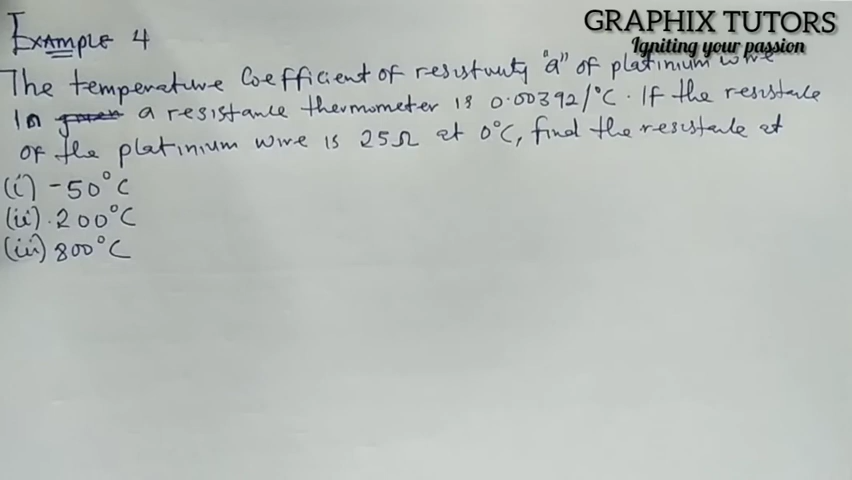 GRAPHIX TUTORS
Igniting your passion
EXAMPLE 4
The temperature Coefficient of resistivity "a" of platinium wire
In a resistance thermometer is 0.00392/°C. If the resistance
of the platinium wire is 25Ω at 0°C, find the resistance at
(i) -50°C
(ii) 200°C
(iii) 800°C